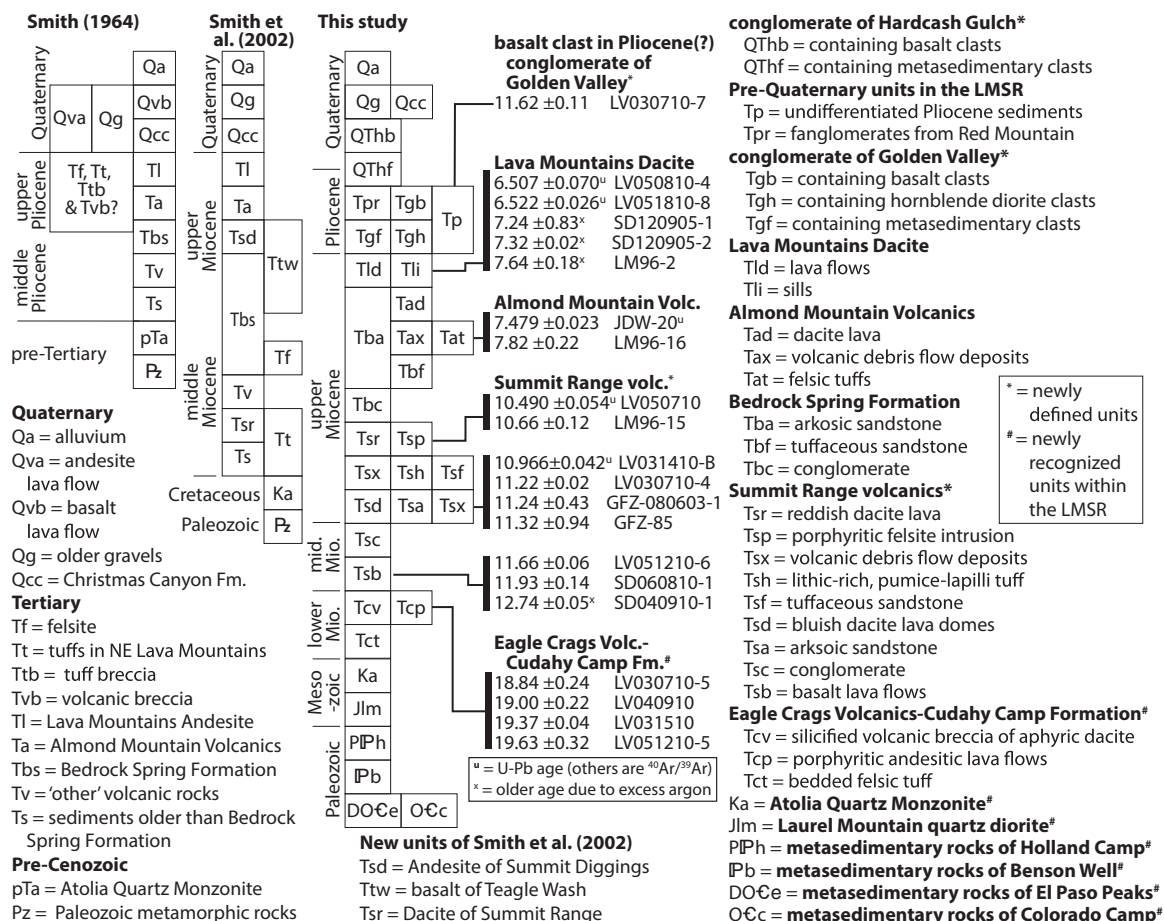 Smith (1964)
Quaternary
Qa
Qva
Qg
Qvb
Qcc
upper
Pliocene
Tf, Tt,
Ttb
& Tvb?
Tl
Ta
middle
Pliocene
Tbs
Tv
Ts
pre-Tertiary
pTa
Pz
Smith et
al. (2002)
Quaternary
Qa
Qg
Qcc
upper
Miocene
Tl
Ta
Tsd
Ttw
Tbs
Tf
middle
Miocene
Tv
Tsr
Tt
Ts
Cretaceous
Ka
Paleozoic
Pz
This study
Quaternary
Qa
Qg
Qcc
QThb
QThf
Pliocene
Tpr
Tgb
Tp
Tgf
Tgh
upper
Miocene
Tld
Tli
Tad
Tba
Tax
Tat
Tbf
Tbc
Tsr
Tsp
Tsx
Tsh
Tsf
Tsd
Tsa
Tsx
mid.
Mio.
Tsc
Tsb
lower
Mio.
Tcv
Tcp
Tct
Meso
-zoic
Ka
Jlm
Paleozoic
PIPh
IPb
DO€e
O€c
basalt clast in Pliocene(?)
conglomerate of
Golden Valley*
11.62 ±0.11 LV030710-7
Lava Mountains Dacite
6.507 ±0.070ᵘ LV050810-4
6.522 ±0.026ᵘ LV051810-8
7.24 ±0.83ˣ SD120905-1
7.32 ±0.02ˣ SD120905-2
7.64 ±0.18ˣ LM96-2
Almond Mountain Volc.
7.479 ±0.023 JDW-20ᵘ
7.82 ±0.22 LM96-16
Summit Range volc.*
10.490 ±0.054ᵘ LV050710
10.66 ±0.12 LM96-15
10.966±0.042ᵘ LV031410-B
11.22 ±0.02 LV030710-4
11.24 ±0.43 GFZ-080603-1
11.32 ±0.94 GFZ-85
11.66 ±0.06 LV051210-6
11.93 ±0.14 SD060810-1
12.74 ±0.05ˣ SD040910-1
Eagle Crags Volc.-
Cudahy Camp Fm.#
18.84 ±0.24 LV030710-5
19.00 ±0.22 LV040910
19.37 ±0.04 LV031510
19.63 ±0.32 LV051210-5
ᵘ = U-Pb age (others are ⁴⁰Ar/³⁹Ar)
ˣ = older age due to excess argon
Quaternary
Qa = alluvium
Qva = andesite
lava flow
Qvb = basalt
lava flow
Qg = older gravels
Qcc = Christmas Canyon Fm.
Tertiary
Tf = felsite
Tt = tuffs in NE Lava Mountains
Ttb = tuff breccia
Tvb = volcanic breccia
Tl = Lava Mountains Andesite
Ta = Almond Mountain Volcanics
Tbs = Bedrock Spring Formation
Tv = 'other' volcanic rocks
Ts = sediments older than Bedrock
Spring Formation
Pre-Cenozoic
pTa = Atolia Quartz Monzonite
Pz = Paleozoic metamorphic rocks
New units of Smith et al. (2002)
Tsd = Andesite of Summit Diggings
Ttw = basalt of Teagle Wash
Tsr = Dacite of Summit Range
conglomerate of Hardcash Gulch*
QThb = containing basalt clasts
QThf = containing metasedimentary clasts
Pre-Quaternary units in the LMSR
Tp = undifferentiated Pliocene sediments
Tpr = fanglomerates from Red Mountain
conglomerate of Golden Valley*
Tgb = containing basalt clasts
Tgh = containing hornblende diorite clasts
Tgf = containing metasedimentary clasts
Lava Mountains Dacite
Tld = lava flows
Tli = sills
Almond Mountain Volcanics
Tad = dacite lava
Tax = volcanic debris flow deposits
Tat = felsic tuffs
Bedrock Spring Formation
Tba = arkosic sandstone
Tbf = tuffaceous sandstone
Tbc = conglomerate
Summit Range volcanics*
Tsr = reddish dacite lava
Tsp = porphyritic felsite intrusion
Tsx = volcanic debris flow deposits
Tsh = lithic-rich, pumice-lapilli tuff
Tsf = tuffaceous sandstone
Tsd = bluish dacite lava domes
Tsa = arksoic sandstone
Tsc = conglomerate
Tsb = basalt lava flows
Eagle Crags Volcanics-Cudahy Camp Formation#
Tcv = silicified volcanic breccia of aphyric dacite
Tcp = porphyritic andesitic lava flows
Tct = bedded felsic tuff
Ka = Atolia Quartz Monzonite#
Jlm = Laurel Mountain quartz diorite#
PIPh = metasedimentary rocks of Holland Camp#
IPb = metasedimentary rocks of Benson Well#
DO€e = metasedimentary rocks of El Paso Peaks#
O€c = metasedimentary rocks of Colorado Camp#
* = newly
defined units
# = newly
recognized
units within
the LMSR